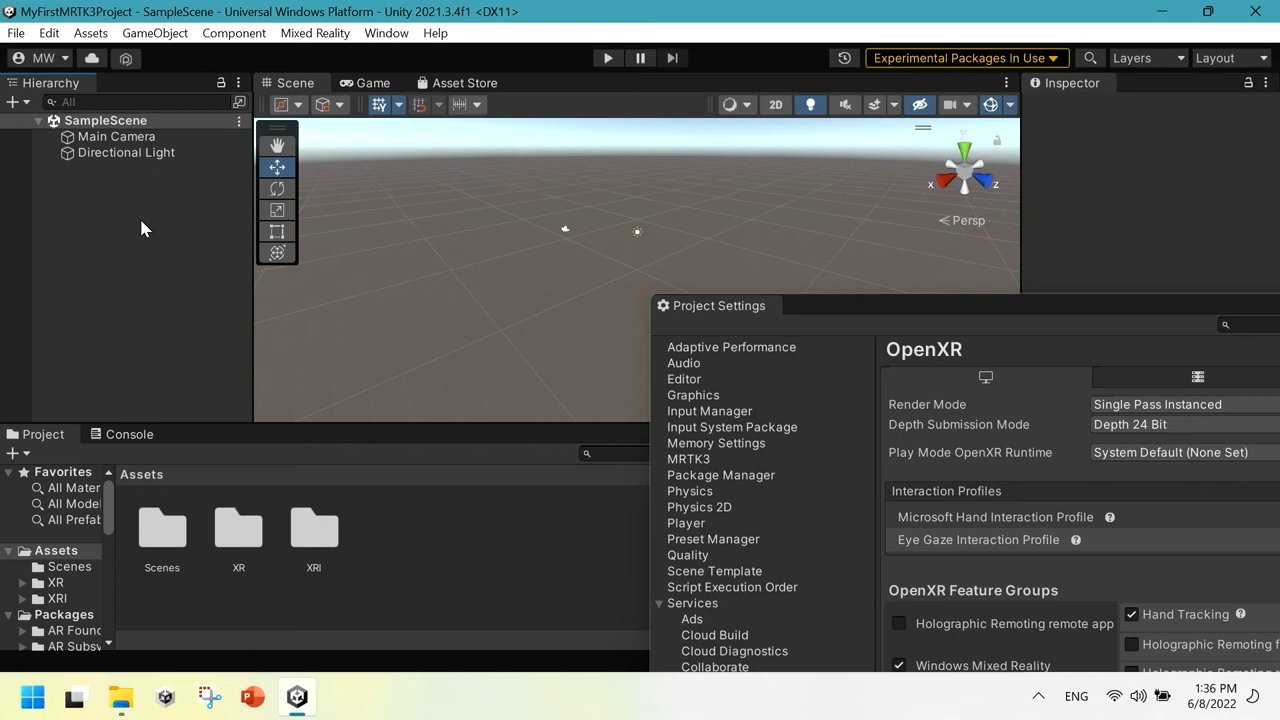 MyFirstMRTK3Project - SampleScene - Universal Windows Platform - Unity 2021.3.4f1 <DX11>
File Edit Assets GameObject Component Mixed Reality Window Help
MW Experimental Packages In Use Layers Layout
Hierarchy Scene Game Asset Store Inspector
All 2D
SampleScene
Main Camera
Directional Light
y
x z
Persp
Project Settings
Adaptive Performance
Audio
Editor
Graphics
Input Manager
Input System Package
Memory Settings
MRTK3
Package Manager
Physics
Physics 2D
Player
Preset Manager
Quality
Scene Template
Script Execution Order
Services
Ads
Cloud Build
Cloud Diagnostics
Collaborate
OpenXR
Render Mode Single Pass Instanced
Depth Submission Mode Depth 24 Bit
Play Mode OpenXR Runtime System Default (None Set)
Interaction Profiles
Microsoft Hand Interaction Profile
Eye Gaze Interaction Profile
OpenXR Feature Groups
Holographic Remoting remote app
Windows Mixed Reality
Hand Tracking
Holographic Remoting f
Project Console
Favorites
All Mater
All Model
All Prefab
Assets
Scenes
XR
XRI
Packages
AR Found
AR Subsy
Assets
Scenes XR XRI
ENG
1:36 PM
6/8/2022